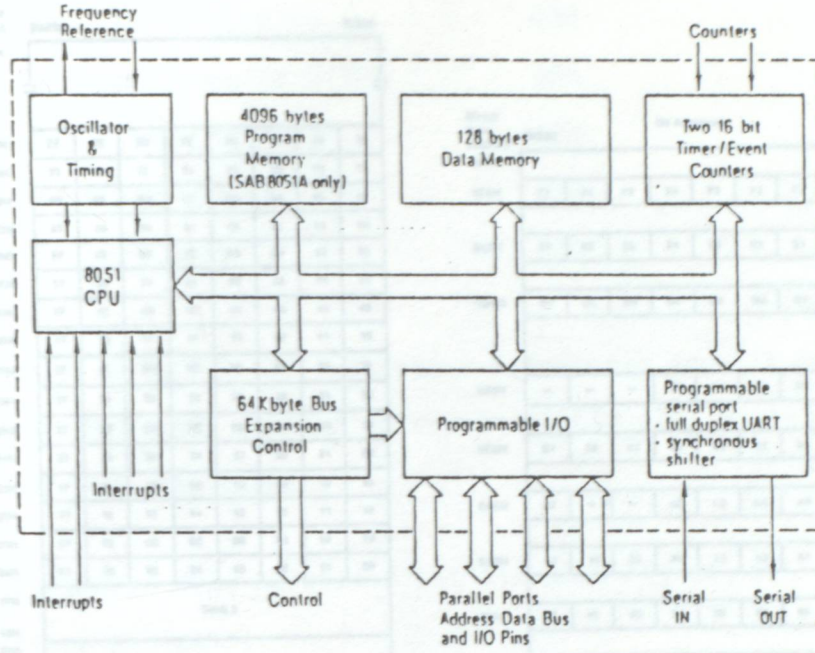 Frequency
Reference
Counters
Oscillator
&
Timing
4096 bytes
Program
Memory
(SAB 8051A only)
128 bytes
Data Memory
Two 16 bit
Timer/Event
Counters
8051
CPU
64Kbyte Bus
Expansion
Control
Programmable I/O
Programmable
serial port
- full duplex UART
- synchronous
shifter
Interrupts
Interrupts
Control
Parallel Ports
Address Data Bus
and I/O Pins
Serial
IN
Serial
OUT